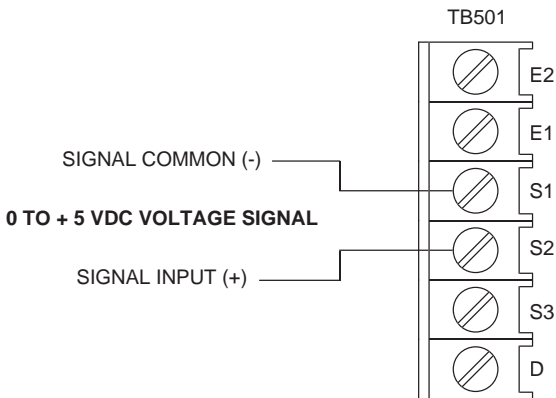 TB501
E2
E1
SIGNAL COMMON (-)
S1
0 TO + 5 VDC VOLTAGE SIGNAL
S2
SIGNAL INPUT (+)
S3
D